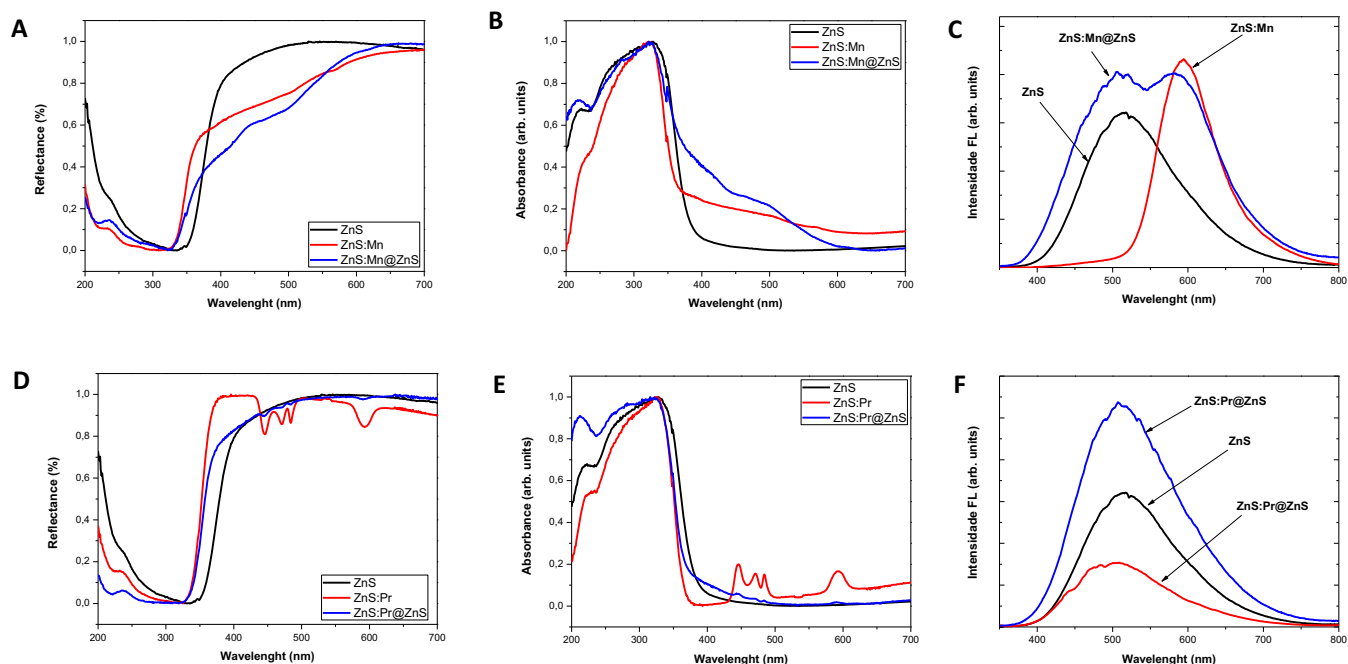 A
Reflectance (%)
1,0
0,8
0,6
0,4
0,2
0,0
200 300 400 500 600 700
Wavelenght (nm)
ZnS
ZnS:Mn
ZnS:Mn@ZnS
B
Absorbance (arb. units)
1,0
0,8
0,6
0,4
0,2
0,0
200 300 400 500 600 700
Wavelenght (nm)
ZnS
ZnS:Mn
ZnS:Mn@ZnS
C
Intensidade FL (arb. units)
ZnS:Mn@ZnS
ZnS:Mn
ZnS
400 500 600 700 800
Wavelenght (nm)
D
Reflectance (%)
1,0
0,8
0,6
0,4
0,2
0,0
200 300 400 500 600 700
Wavelenght (nm)
ZnS
ZnS:Pr
ZnS:Pr@ZnS
E
Absorbance (arb. units)
1,0
0,8
0,6
0,4
0,2
0,0
200 300 400 500 600 700
Wavelenght (nm)
ZnS
ZnS:Pr
ZnS:Pr@ZnS
F
Intensidade FL (arb. units)
ZnS:Pr@ZnS
ZnS
ZnS:Pr@ZnS
400 500 600 700 800
Wavelenght (nm)